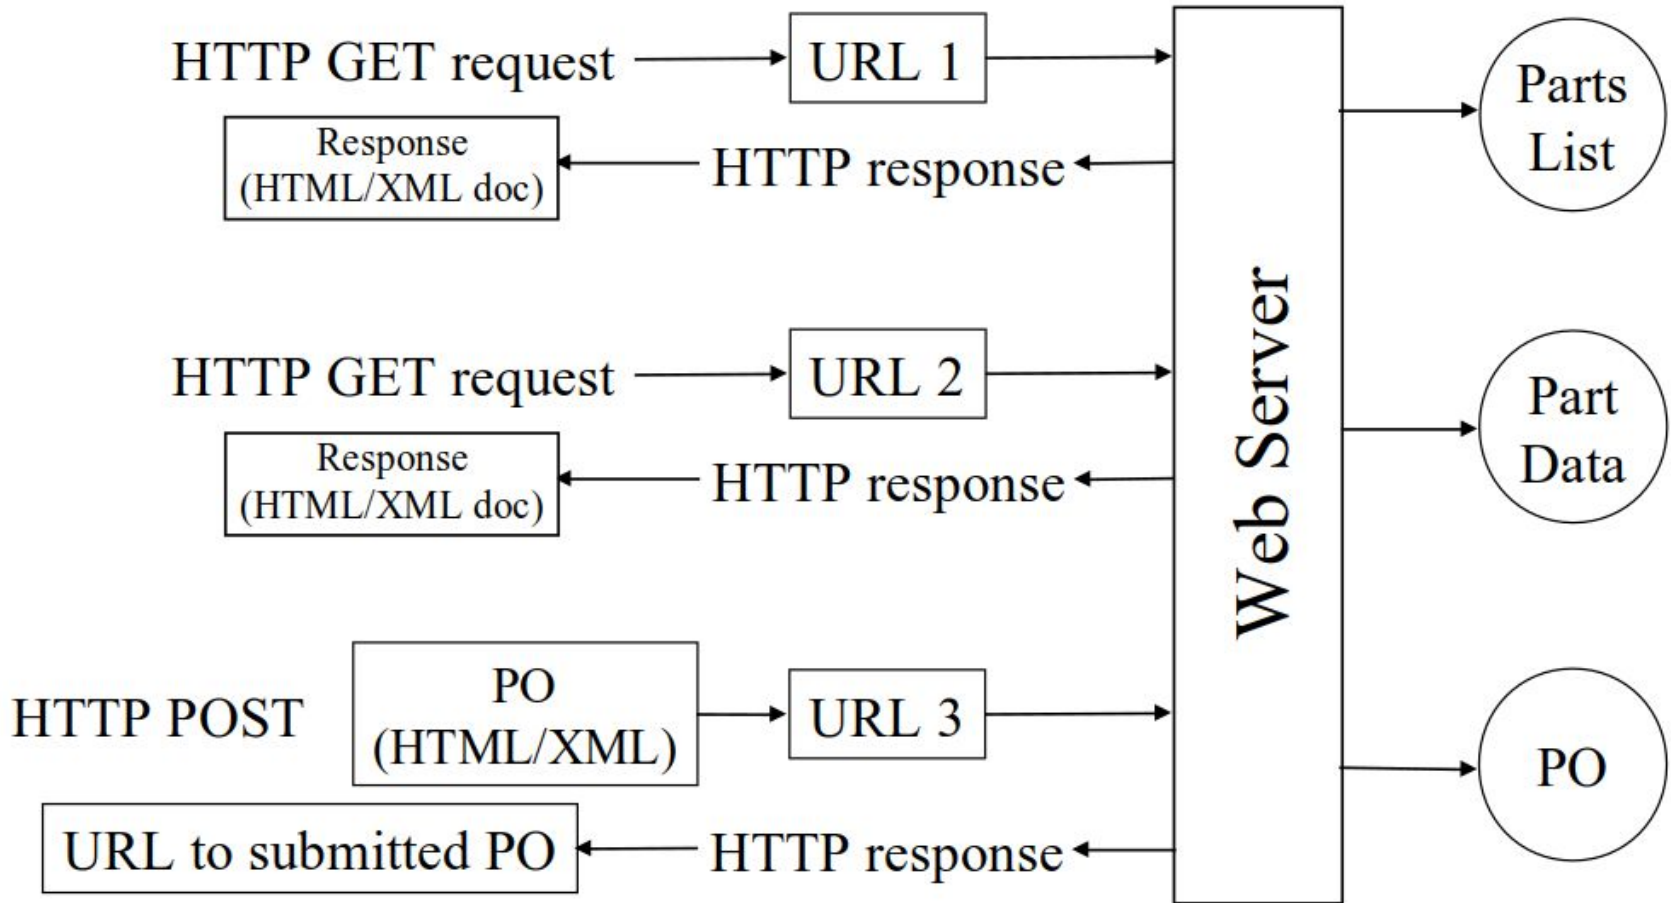 HTTP GET request
URL 1
Response
(HTML/XML doc)
HTTP response
Parts
List
HTTP GET request
URL 2
Response
(HTML/XML doc)
HTTP response
Web Server
Part
Data
HTTP POST
PO
(HTML/XML)
URL 3
PO
URL to submitted PO
HTTP response